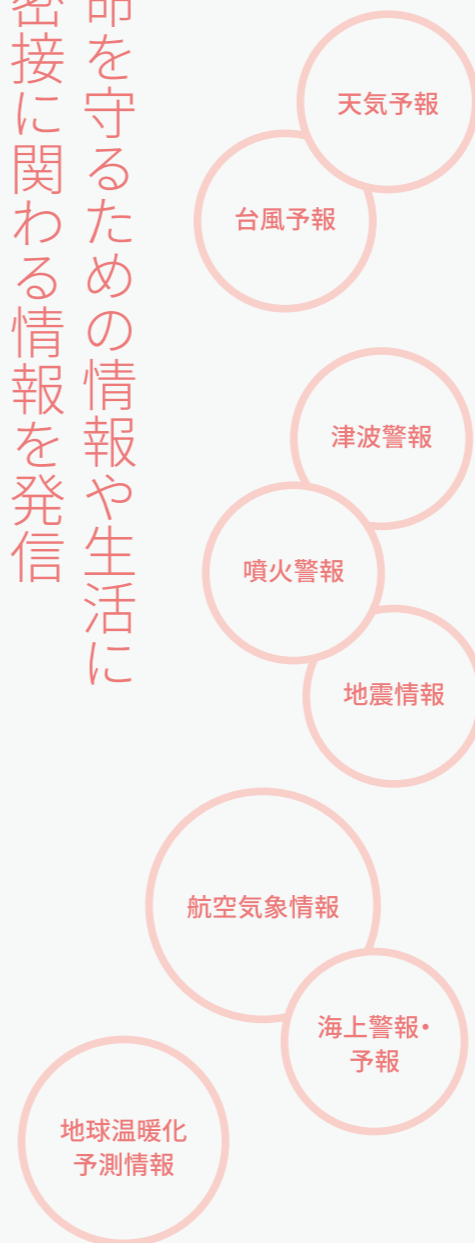 命を守るための情報や生活に
密接に関わる情報を発信
天気予報
台風予報
津波警報
噴火警報
地震情報
航空気象情報
海上警報・
予報
地球温暖化
予測情報